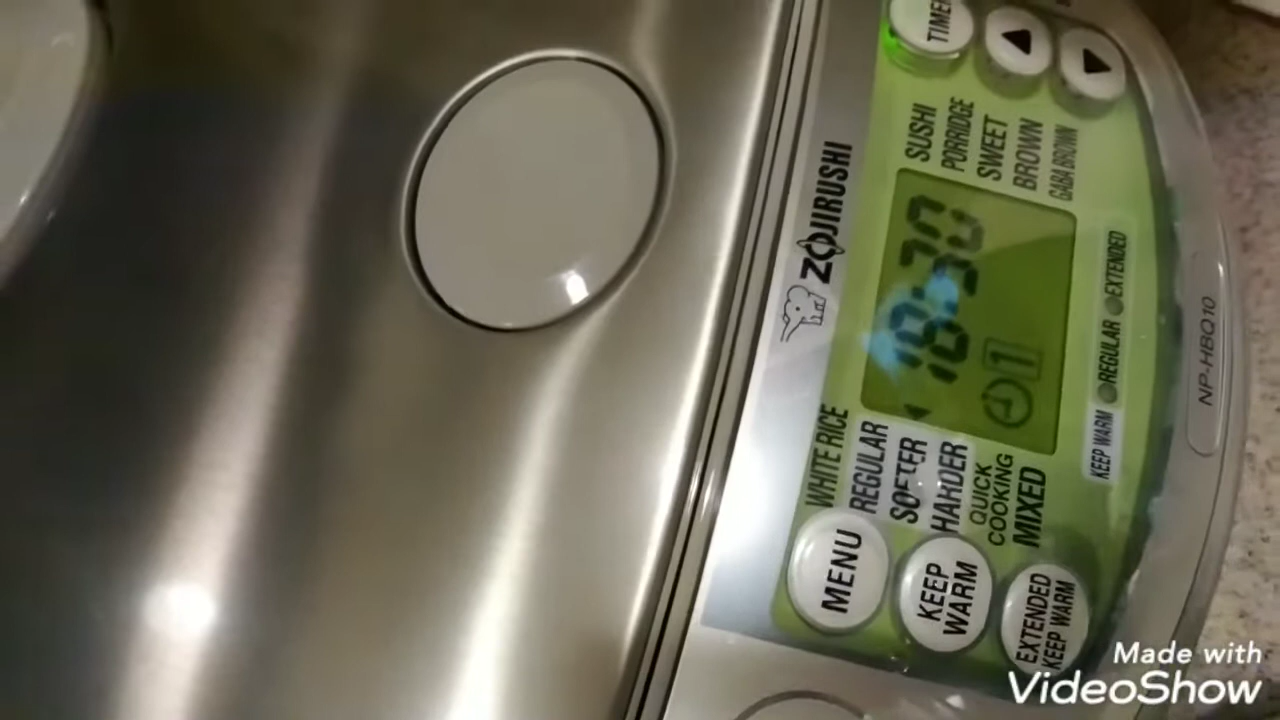 TIMER
SUSHI
PORRIDGE
SWEET
BROWN
GABA BROWN
ZOJIRUSHI
18:30
1
WHITE RICE
REGULAR
SOFTER
HARDER
QUICK
COOKING
MIXED
KEEP WARM
REGULAR
EXTENDED
NP-HBQ10
MENU
KEEP
WARM
EXTENDED
KEEP WARM
Made with
VideoShow